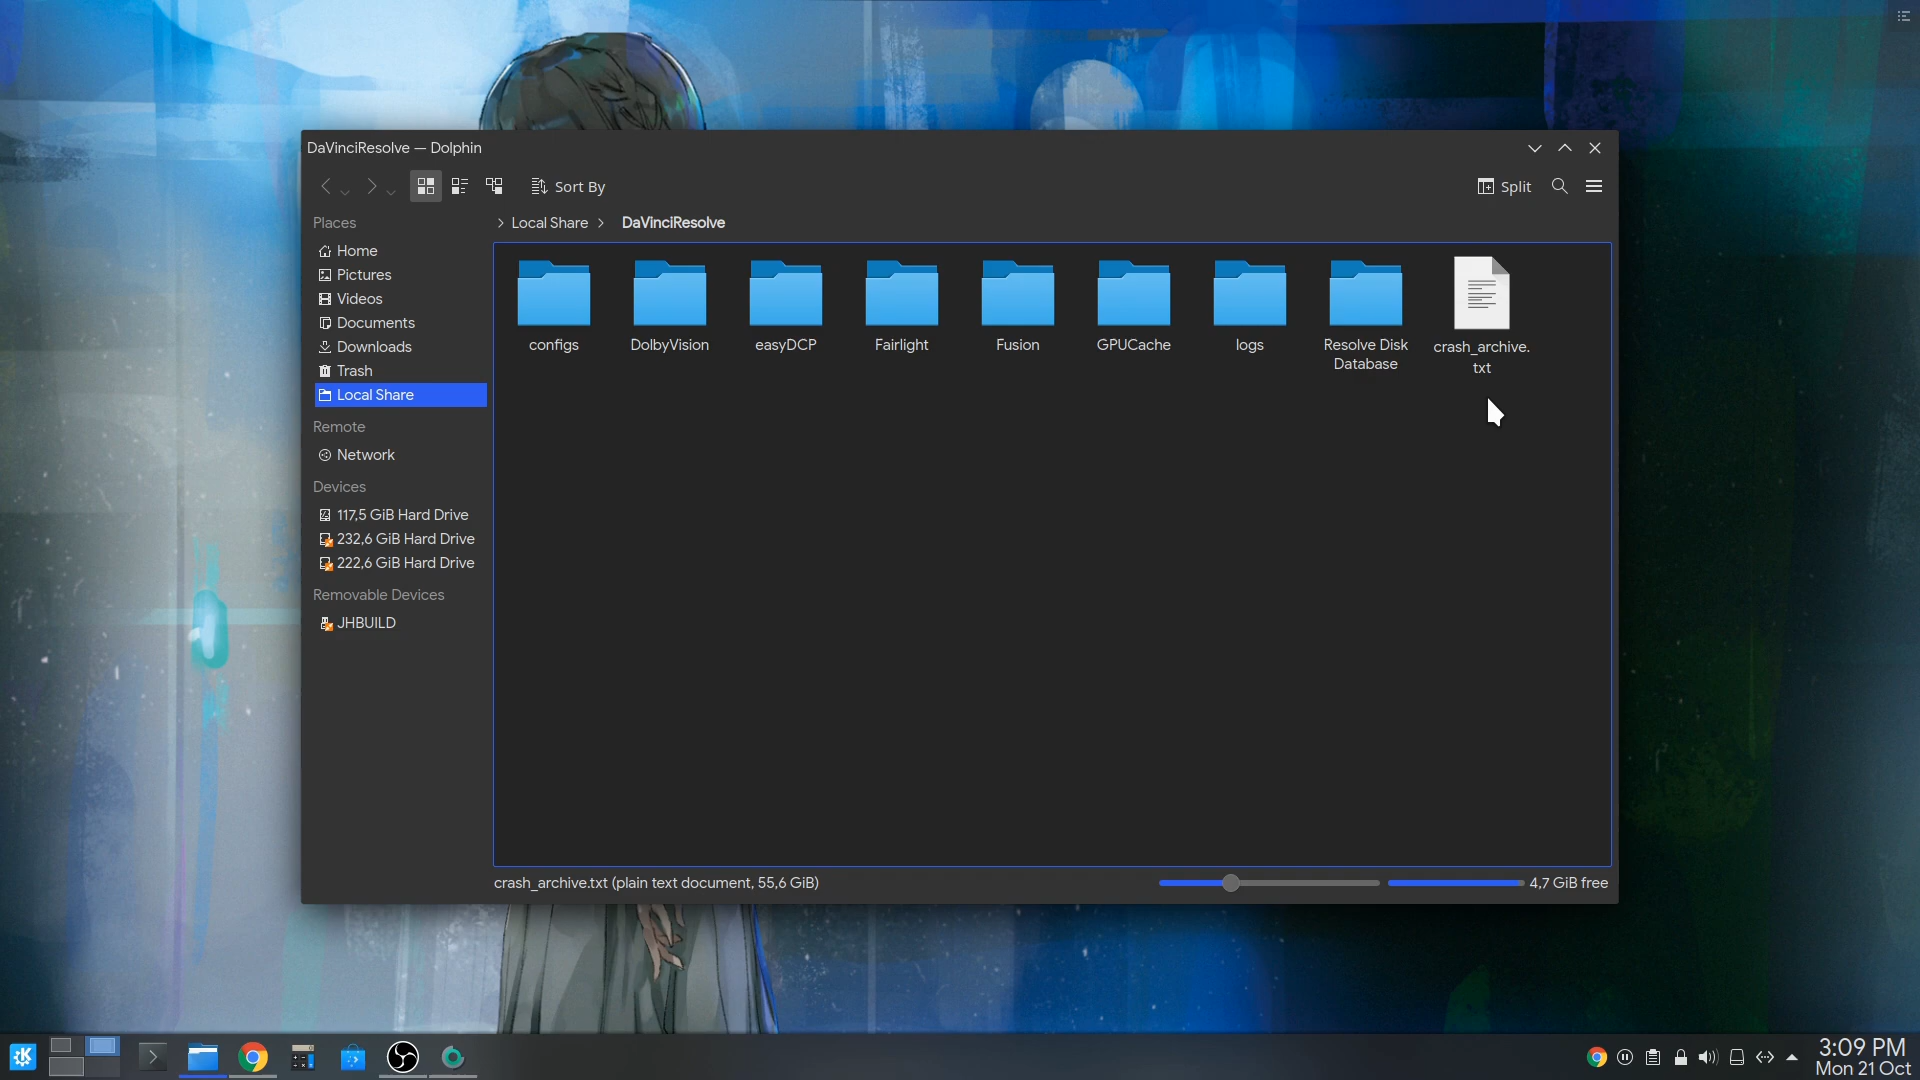 DaVinciResolve — Dolphin
Sort By
Split
Places
Local Share
DaVinciResolve
Home
Pictures
Videos
Documents
Downloads
Trash
Local Share
Remote
Network
Devices
117,5 GiB Hard Drive
232,6 GiB Hard Drive
222,6 GiB Hard Drive
Removable Devices
JHBUILD
configs
DolbyVision
easyDCP
Fairlight
Fusion
GPUCache
logs
Resolve Disk
Database
crash_archive.
txt
crash_archive.txt (plain text document, 55,6 GiB)
4,7 GiB free
3:09 PM
Mon 21 Oct